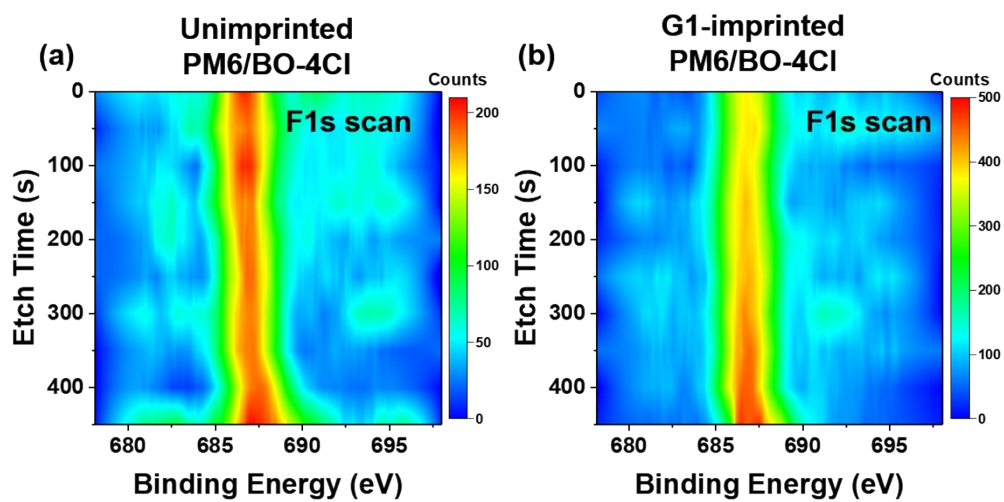 (a)
Unimprinted
PM6/BO-4Cl
Counts
F1s scan
0
100
200
300
400
Etch Time (s)
680
685
690
695
Binding Energy (eV)
200
150
100
50
0
(b)
G1-imprinted
PM6/BO-4Cl
Counts
F1s scan
0
100
200
300
400
Etch Time (s)
680
685
690
695
Binding Energy (eV)
500
400
300
200
100
0